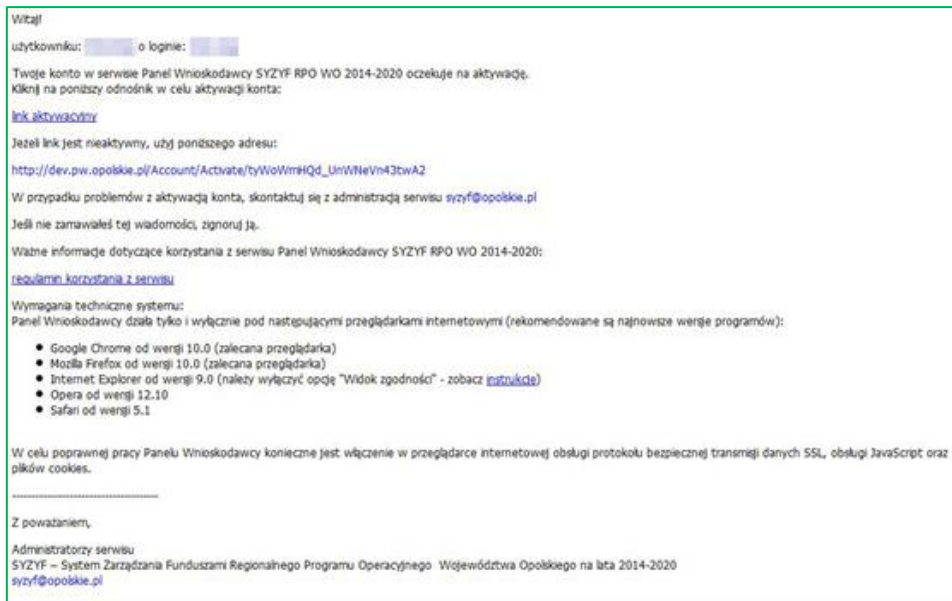 Witaj!
użytkowniku: o loginie:
Twoje konto w serwisie Panel Wnioskodawcy SYZYF RPO WO 2014-2020 oczekuje na aktywację.
Kliknij na poniższy odnośnik w celu aktywacji konta:
link aktywacyjny
Jeżeli link jest nieaktywny, użyj poniższego adresu:
http://dev.pw.opolskie.pl/Account/Activate/tyWoWmHQd_UnWNeVn43twA2
W przypadku problemów z aktywacją konta, skontaktuj się z administracją serwisu syzyf@opolskie.pl
Jeśli nie zamawiałeś tej wiadomości, zignoruj ją.
Ważne informacje dotyczące korzystania z serwisu Panel Wnioskodawcy SYZYF RPO WO 2014-2020:
regulamin korzystania z serwisu
Wymagania techniczne systemu:
Panel Wnioskodawcy działa tylko i wyłącznie pod następującymi przeglądarkami internetowymi (rekomendowane są najnowsze wersje programów):
● Google Chrome od wersji 10.0 (zalecana przeglądarka)
● Mozilla Firefox od wersji 10.0 (zalecana przeglądarka)
● Internet Explorer od wersji 9.0 (należy wyłączyć opcję "Widok zgodności" - zobacz instrukcję)
● Opera od wersji 12.10
● Safari od wersji 5.1
W celu poprawnej pracy Panelu Wnioskodawcy konieczne jest włączenie w przeglądarce internetowej obsługi protokołu bezpiecznej transmisji danych SSL, obsługi JavaScript oraz
plików cookies.
----------------------------------------
Z poważaniem,
Administratorzy serwisu
SYZYF – System Zarządzania Funduszami Regionalnego Programu Operacyjnego Województwa Opolskiego na lata 2014-2020
syzyf@opolskie.pl